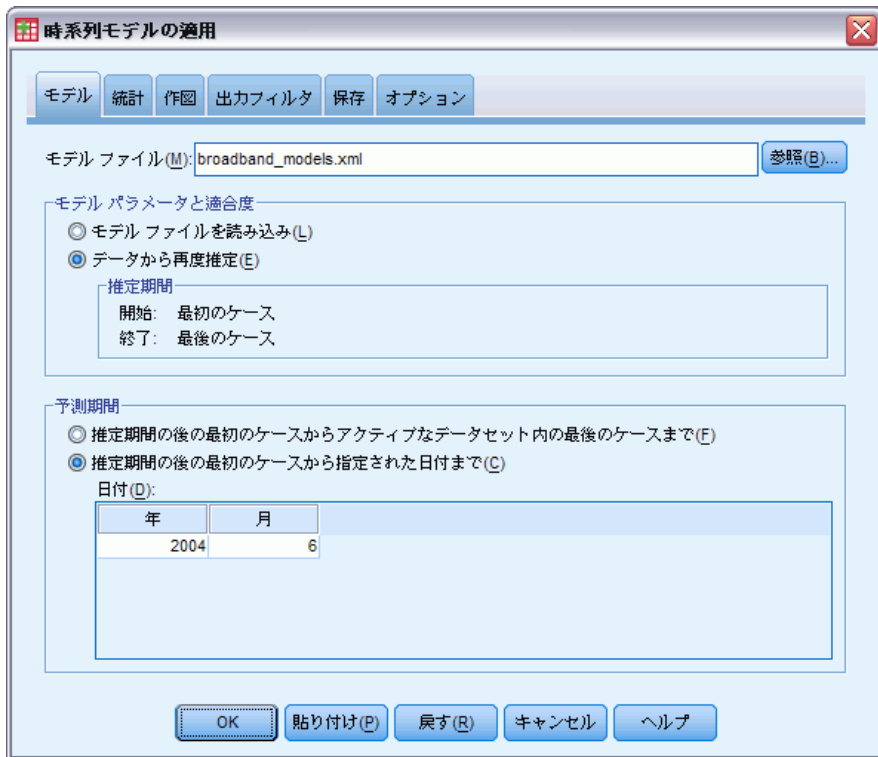 時系列モデルの適用
モデル 統計 作図 出力フィルタ 保存 オプション
モデル ファイル(M): broadband_models.xml 参照(B)...
モデル パラメータと適合度
モデル ファイルを読み込み(L)
データから再度推定(E)
推定期間
開始: 最初のケース
終了: 最後のケース
予測期間
推定期間の後の最初のケースからアクティブなデータセット内の最後のケースまで(F)
推定期間の後の最初のケースから指定された日付まで(C)
日付(D):
年 月
2004 6
OK 貼り付け(P) 戻す(R) キャンセル ヘルプ